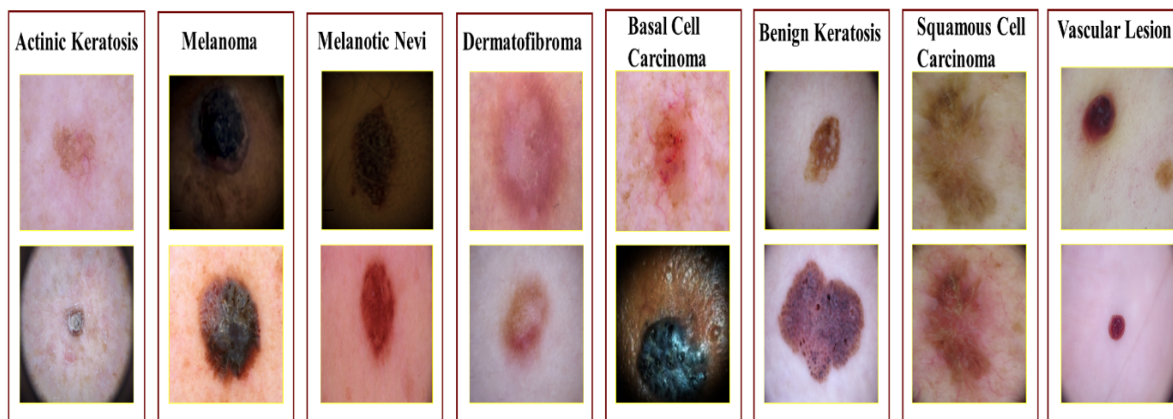 Actinic Keratosis
Melanoma
Melanotic Nevi
Dermatofibroma
Basal Cell
Carcinoma
Benign Keratosis
Squamous Cell
Carcinoma
Vascular Lesion